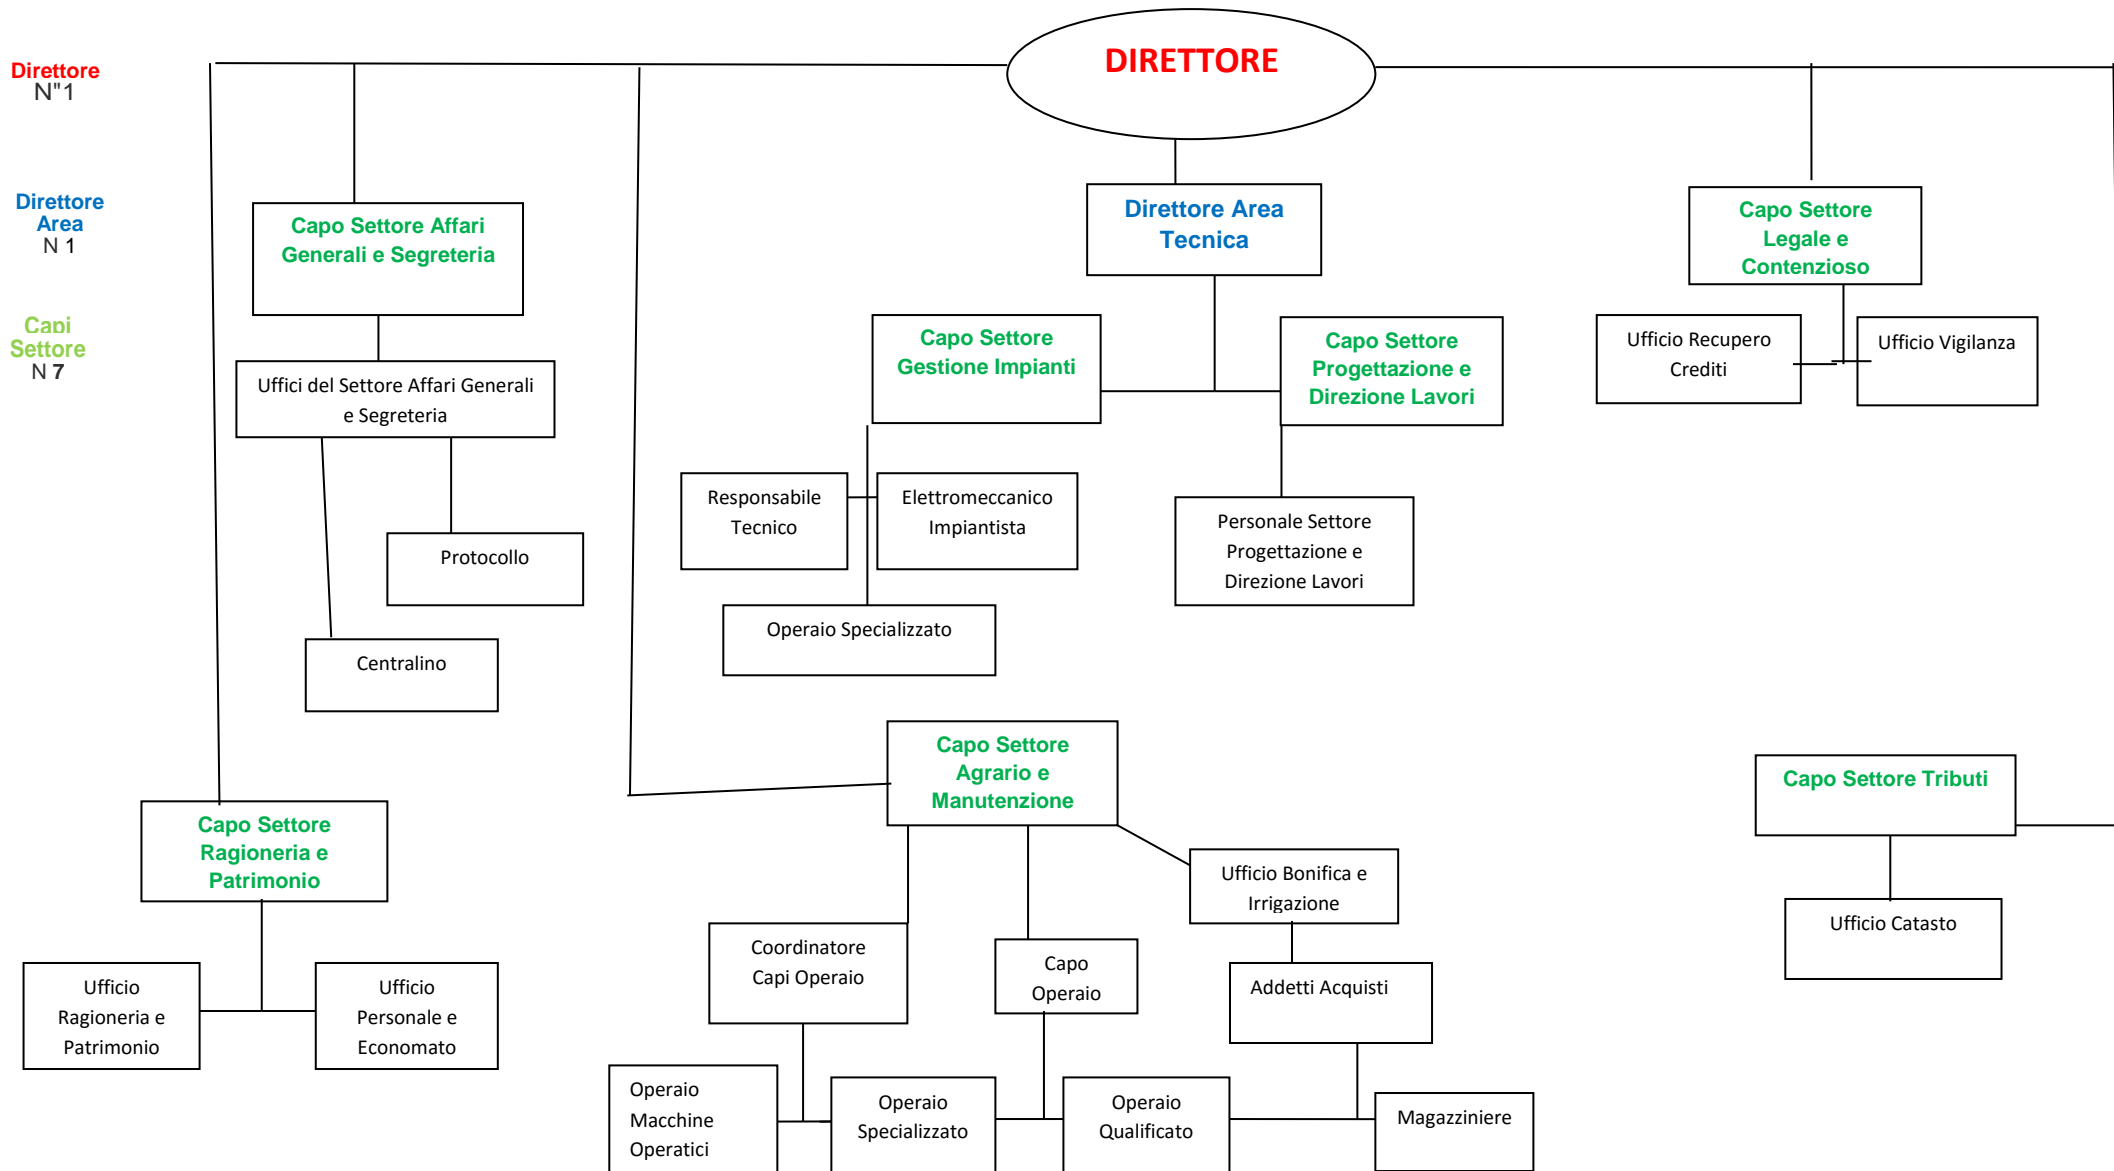 DIRETTORE
Direttore
N"1
Direttore
Area
N 1
Capi
Settore
N 7
Capo Settore Affari
Generali e Segreteria
Direttore Area
Tecnica
Capo Settore
Legale e
Contenzioso
Uffici del Settore Affari Generali
e Segreteria
Capo Settore
Gestione Impianti
Capo Settore
Progettazione e
Direzione Lavori
Ufficio Recupero
Crediti
Ufficio Vigilanza
Responsabile
Tecnico
Elettromeccanico
Impiantista
Personale Settore
Progettazione e
Direzione Lavori
Protocollo
Operaio Specializzato
Centralino
Capo Settore
Agrario e
Manutenzione
Capo Settore Tributi
Capo Settore
Ragioneria e
Patrimonio
Ufficio Bonifica e
Irrigazione
Ufficio Catasto
Coordinatore
Capi Operaio
Capo
Operaio
Addetti Acquisti
Ufficio
Ragioneria e
Patrimonio
Ufficio
Personale e
Economato
Operaio
Macchine
Operatici
Operaio
Specializzato
Operaio
Qualificato
Magazziniere